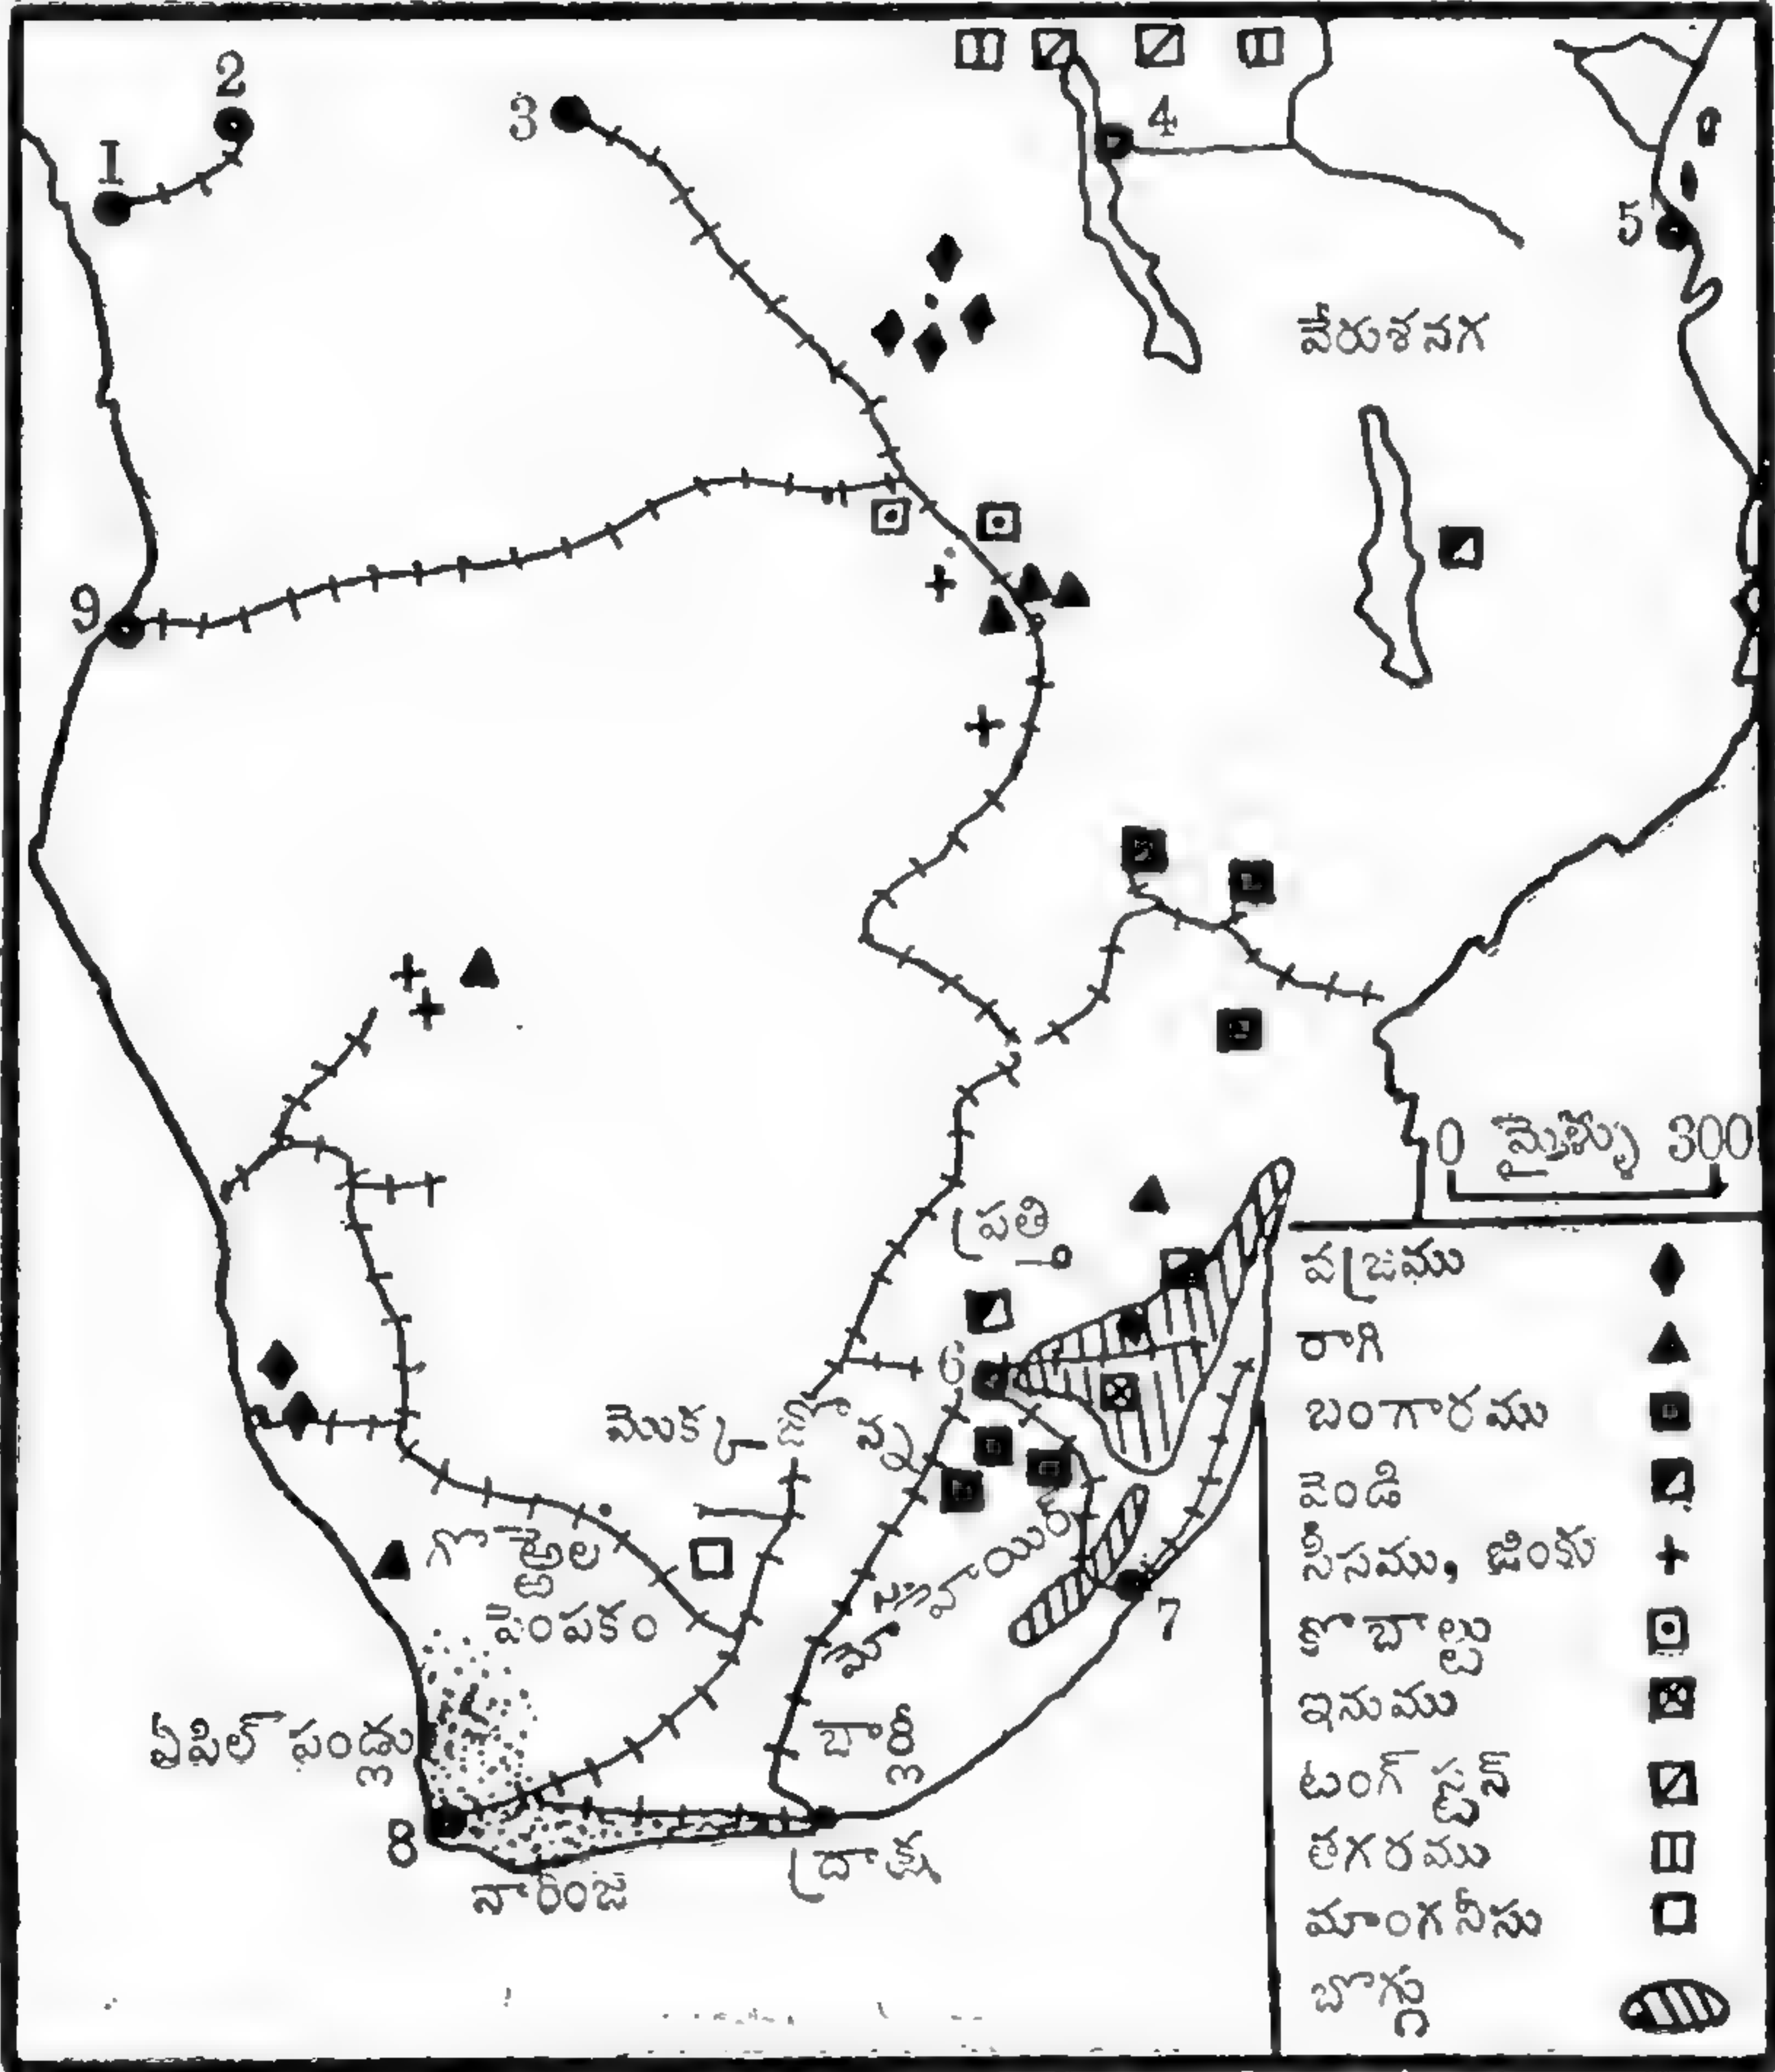 2
3
4
1
5
వేరుశనగ
9
0 మైళ్ళు 300
ప్రతి
వజ్రము
రాగి
6
మొక్కజొన్న
బంగారము
వెండి
గొఱ్ఱెల
పెంపకం
సీసము, జింకు
7
కొబాల్టు
ఇనుము
ఏపిల్ పండ్లు
బార్లీ
టంగ్ స్టన్
8
ద్రాక్ష
తగరము
నారింజ
మాంగనీసు
బొగ్గు